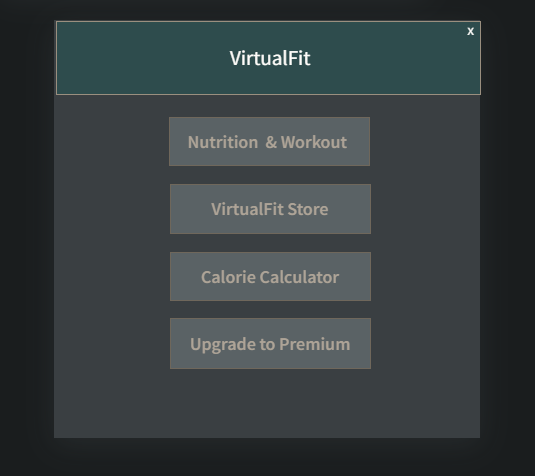 x
VirtualFit
Nutrition  & Workout
VirtualFit Store
Calorie Calculator
Upgrade to Premium